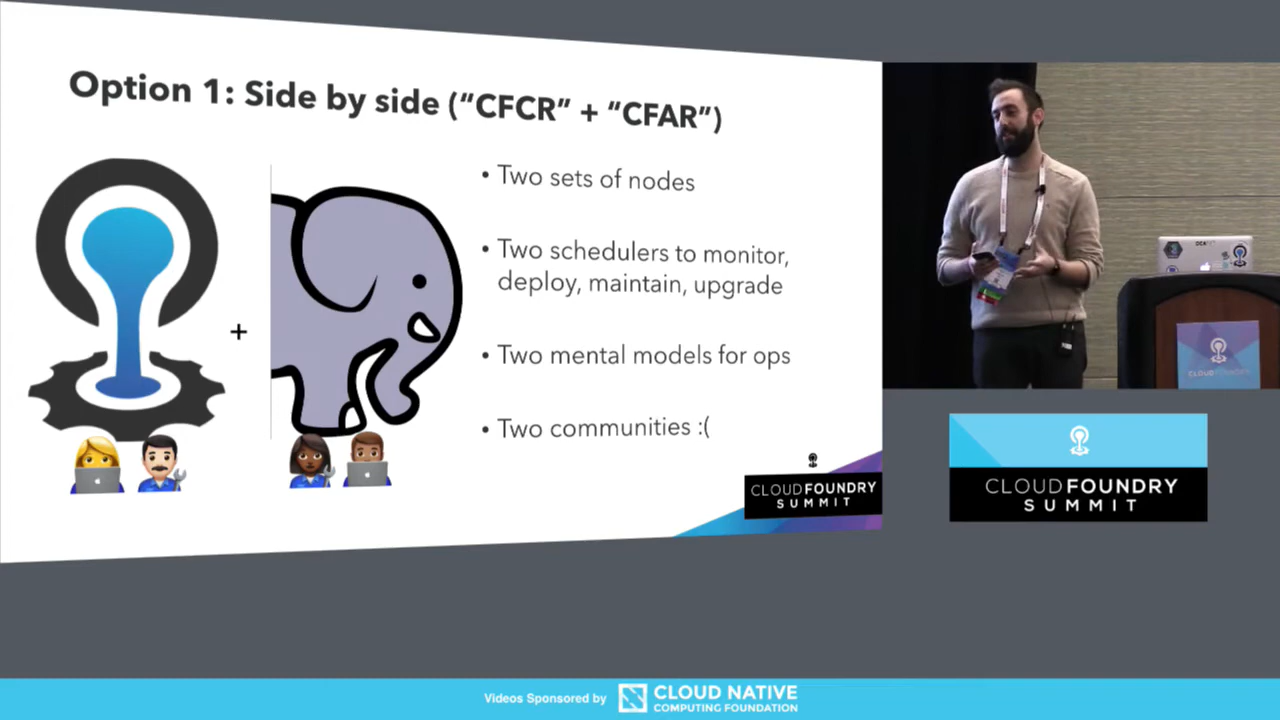 Option 1: Side by side (“CFCR” + “CFAR”)
• Two sets of nodes
• Two schedulers to monitor,
deploy, maintain, upgrade
+
• Two mental models for ops
• Two communities :(
CLOUDFOUNDRY
SUMMIT
CLOUDFOUNDRY
CLOUDFOUNDRY
SUMMIT
Videos Sponsored by
CLOUD NATIVE
COMPUTING FOUNDATION